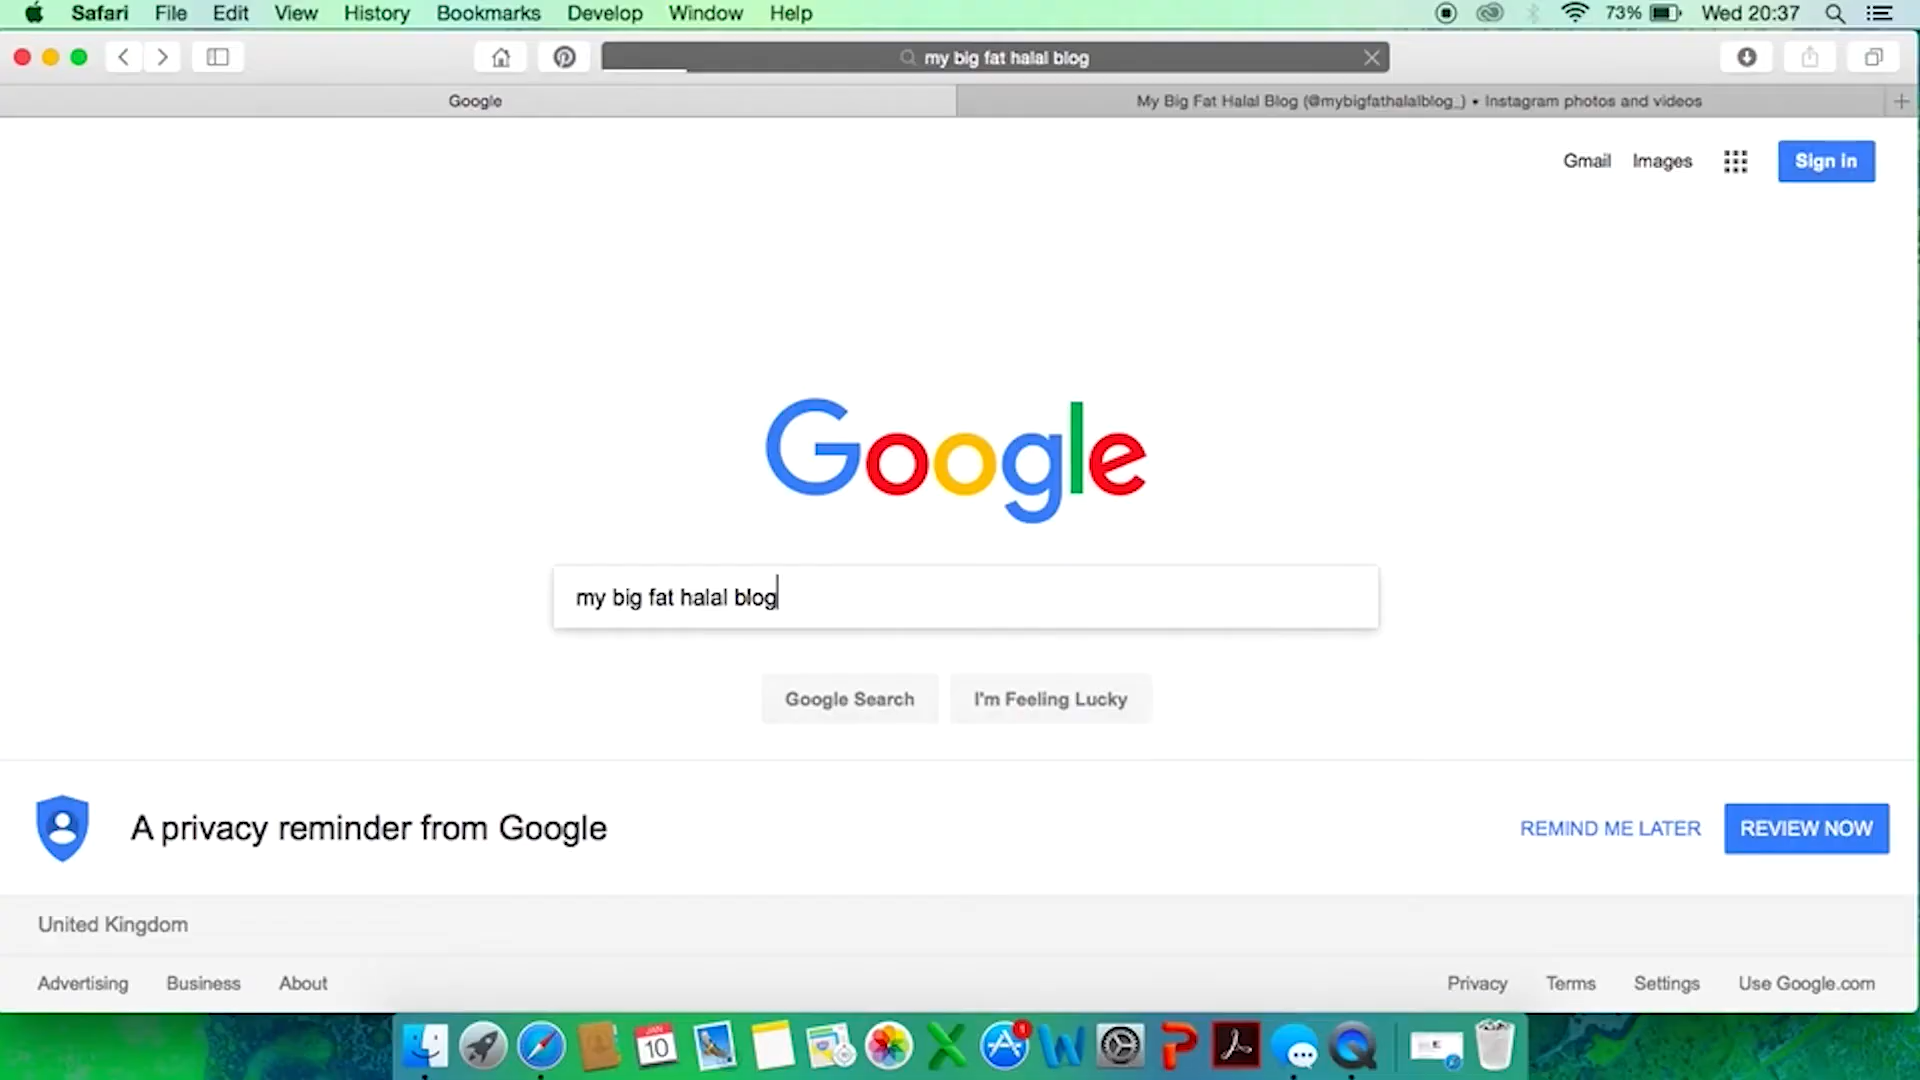 Safari File Edit View History Bookmarks Develop Window Help 73% Wed 20:37
my big fat halal blog
Google My Big Fat Halal Blog (@mybigfathalalblog_) • Instagram photos and videos
Gmail Images Sign in
Google
my big fat halal blog
Google Search I'm Feeling Lucky
A privacy reminder from Google REMIND ME LATER REVIEW NOW
United Kingdom
Advertising Business About Privacy Terms Settings Use Google.com
JAN
10
1